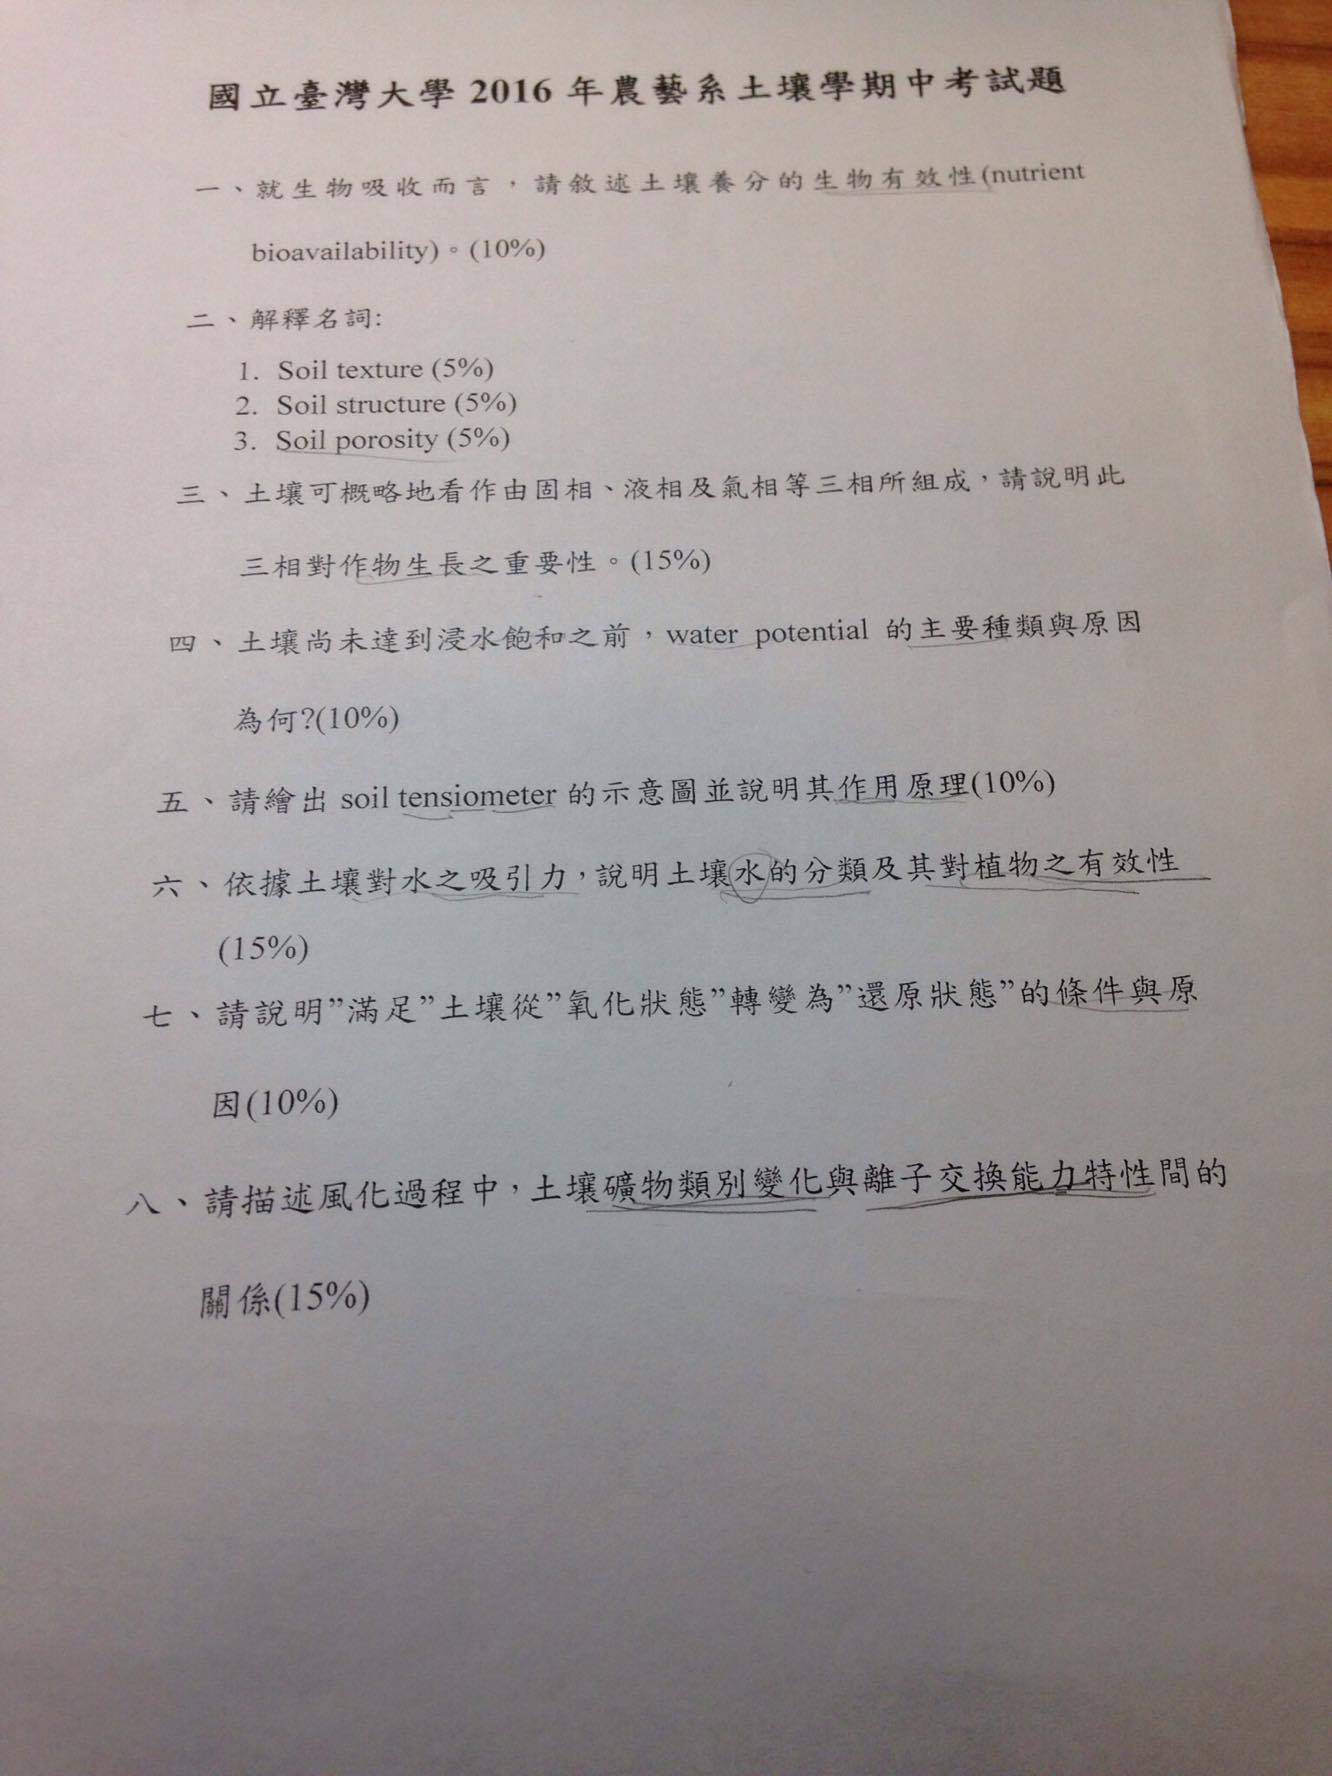 國立臺灣大學 2016 年農藝系土壤學期中考試題
一、就生物吸收而言，請敘述土壤養分的生物有效性(nutrient
bioavailability)。(10%)
二、解釋名詞:
1. Soil texture (5%)
2. Soil structure (5%)
3. Soil porosity (5%)
三、土壤可概略地看作由固相、液相及氣相等三相所組成，請說明此
三相對作物生長之重要性。(15%)
四、土壤尚未達到浸水飽和之前，water potential 的主要種類與原因
為何?(10%)
五、請繪出 soil tensiometer 的示意圖並說明其作用原理(10%)
六、依據土壤對水之吸引力，說明土壤水的分類及其對植物之有效性
(15%)
七、請說明”滿足”土壤從”氧化狀態”轉變為”還原狀態”的條件與原
因(10%)
八、請描述風化過程中，土壤礦物類別變化與離子交換能力特性間的
關係(15%)